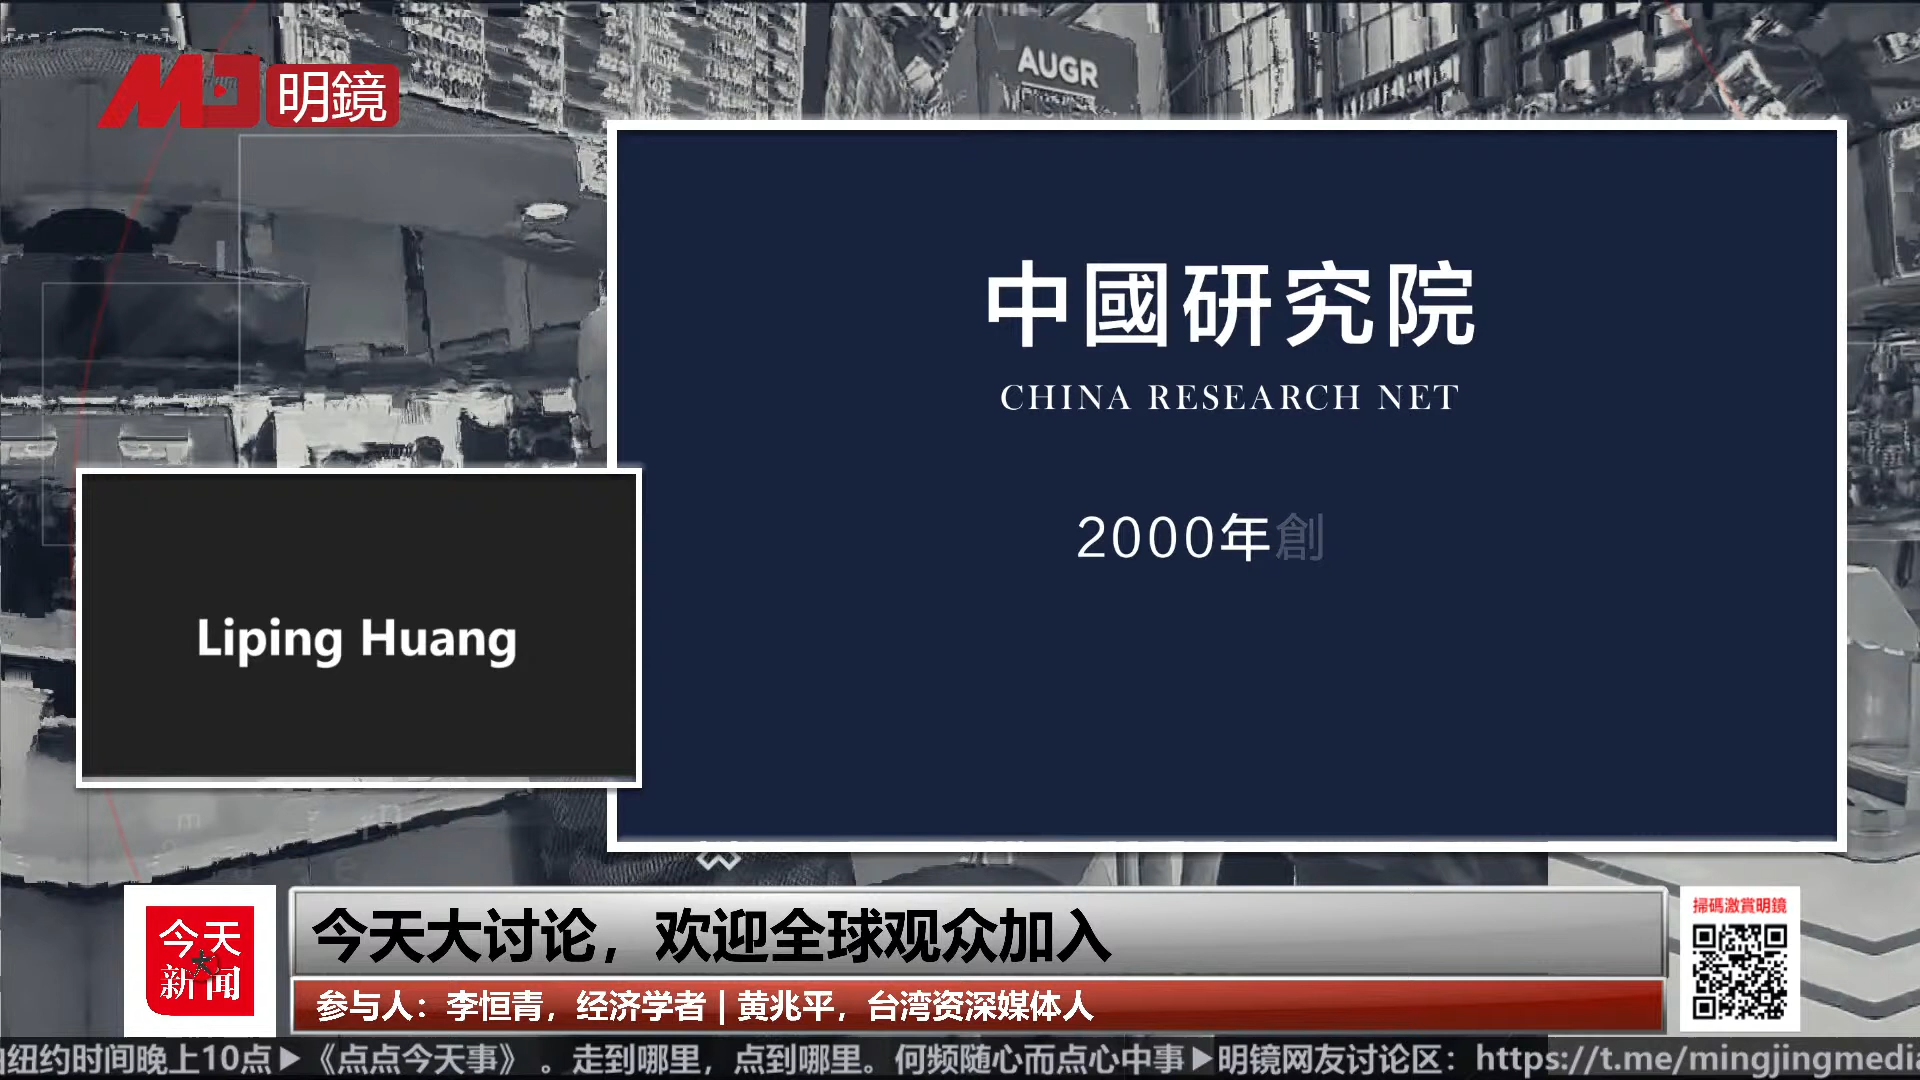 AUGR
明鏡
中國研究院
CHINA RESEARCH NET
2000年創
Liping Huang
今天大讨论，欢迎全球观众加入
掃碼激賞明鏡
今天
大
新闻
参与人：李恒青，经济学者 | 黄兆平，台湾资深媒体人
纽约时间晚上10点▶《点点今天事》 。走到哪里，点到哪里。何频随心而点心中事▶明镜网友讨论区：https://t.me/mingjingmedia